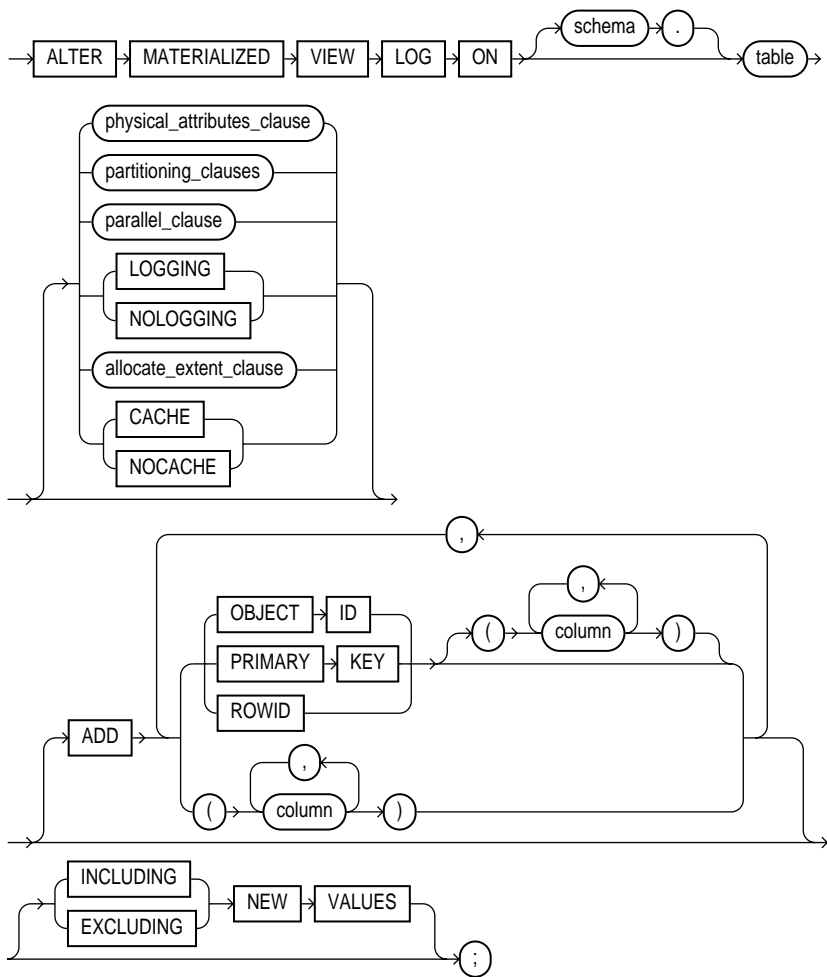 schema .
ALTER MATERIALIZED VIEW LOG ON table
physical_attributes_clause
partitioning_clauses
parallel_clause
LOGGING
NOLOGGING
allocate_extent_clause
CACHE
NOCACHE
,
,
OBJECT ID
( column )
PRIMARY KEY
ROWID
ADD
,
( column )
INCLUDING
NEW VALUES
EXCLUDING
;